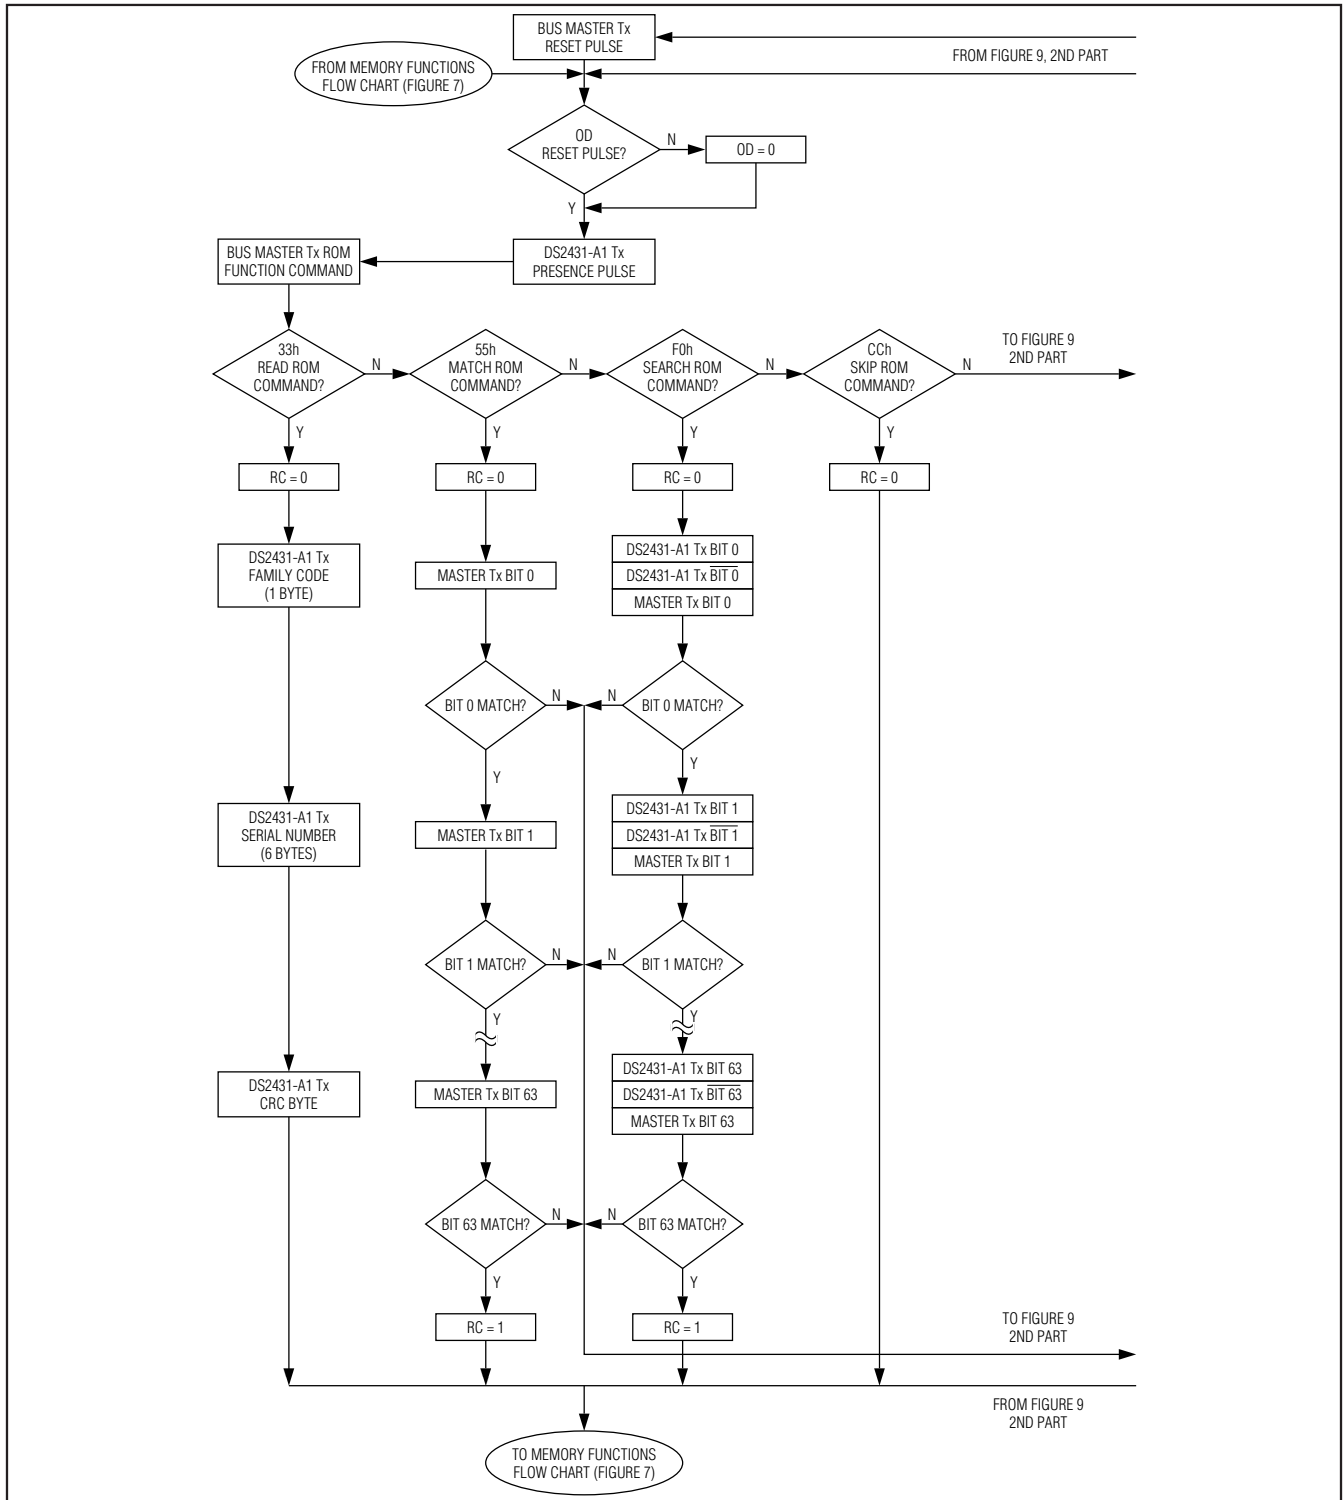 BUS MASTER Tx
RESET PULSE
FROM FIGURE 9, 2ND PART
FROM MEMORY FUNCTIONS
FLOW CHART (FIGURE 7)
OD
RESET PULSE?
N
OD = 0
Y
BUS MASTER Tx ROM
FUNCTION COMMAND
DS2431-A1 Tx
PRESENCE PULSE
33h
READ ROM
COMMAND?
N
55h
MATCH ROM
COMMAND?
N
F0h
SEARCH ROM
COMMAND?
N
CCh
SKIP ROM
COMMAND?
N
TO FIGURE 9
2ND PART
Y
Y
Y
Y
RC = 0
RC = 0
RC = 0
RC = 0
DS2431-A1 Tx
FAMILY CODE
(1 BYTE)
MASTER Tx BIT 0
DS2431-A1 Tx BIT 0
DS2431-A1 Tx B̅I̅T̅ ̅0̅
MASTER Tx BIT 0
BIT 0 MATCH?
N
N
BIT 0 MATCH?
Y
Y
DS2431-A1 Tx
SERIAL NUMBER
(6 BYTES)
MASTER Tx BIT 1
DS2431-A1 Tx BIT 1
DS2431-A1 Tx B̅I̅T̅ ̅1̅
MASTER Tx BIT 1
BIT 1 MATCH?
N
N
BIT 1 MATCH?
Y
Y
DS2431-A1 Tx
CRC BYTE
MASTER Tx BIT 63
DS2431-A1 Tx BIT 63
DS2431-A1 Tx B̅I̅T̅ ̅6̅3̅
MASTER Tx BIT 63
BIT 63 MATCH?
N
N
BIT 63 MATCH?
Y
Y
RC = 1
RC = 1
TO FIGURE 9
2ND PART
FROM FIGURE 9
2ND PART
TO MEMORY FUNCTIONS
FLOW CHART (FIGURE 7)